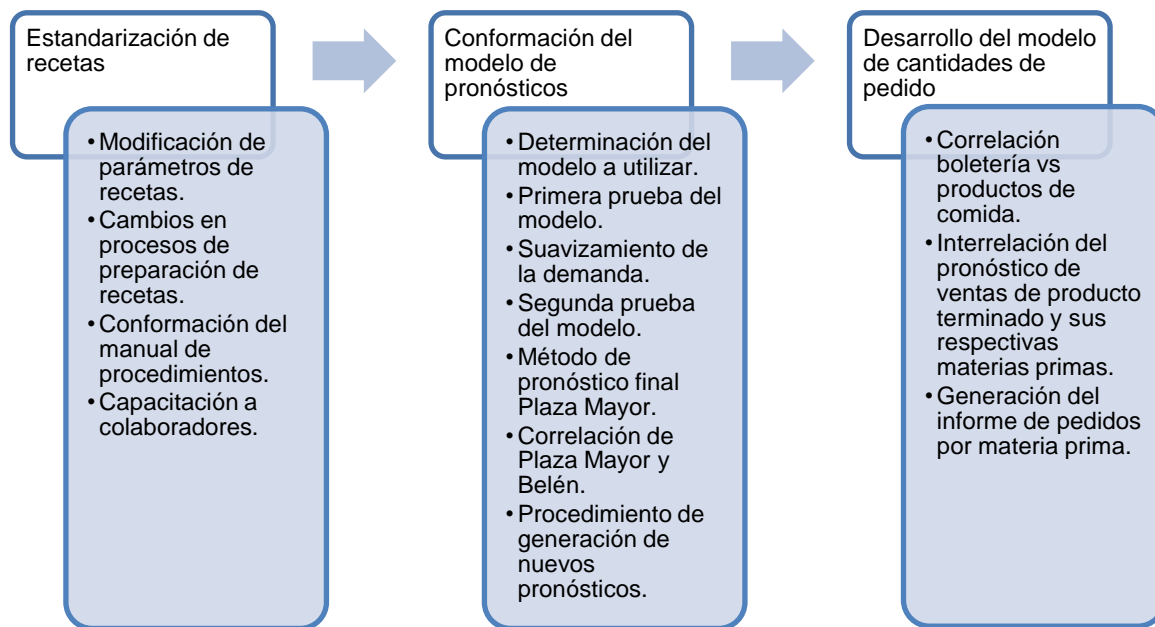 Estandarización de
recetas
• Modificación de
parámetros de
recetas.
• Cambios en
procesos de
preparación de
recetas.
• Conformación del
manual de
procedimientos.
• Capacitación a
colaboradores.
Conformación del
modelo de
pronósticos
• Determinación del
modelo a utilizar.
• Primera prueba del
modelo.
• Suavizamiento de
la demanda.
• Segunda prueba
del modelo.
• Método de
pronóstico final
Plaza Mayor.
• Correlación de
Plaza Mayor y
Belén.
• Procedimiento de
generación de
nuevos
pronósticos.
Desarrollo del modelo
de cantidades de
pedido
• Correlación
boletería vs
productos de
comida.
• Interrelación del
pronóstico de
ventas de producto
terminado y sus
respectivas
materias primas.
• Generación del
informe de pedidos
por materia prima.